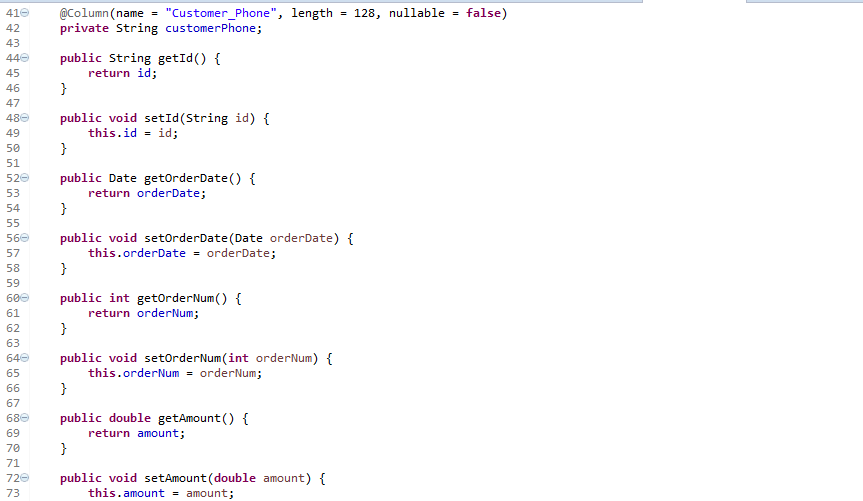 41 @Column(name = "Customer_Phone", length = 128, nullable = false)
42 private String customerPhone;
43
44 public String getId() {
45 return id;
46 }
47
48 public void setId(String id) {
49 this.id = id;
50 }
51
52 public Date getOrderDate() {
53 return orderDate;
54 }
55
56 public void setOrderDate(Date orderDate) {
57 this.orderDate = orderDate;
58 }
59
60 public int getOrderNum() {
61 return orderNum;
62 }
63
64 public void setOrderNum(int orderNum) {
65 this.orderNum = orderNum;
66 }
67
68 public double getAmount() {
69 return amount;
70 }
71
72 public void setAmount(double amount) {
73 this.amount = amount;